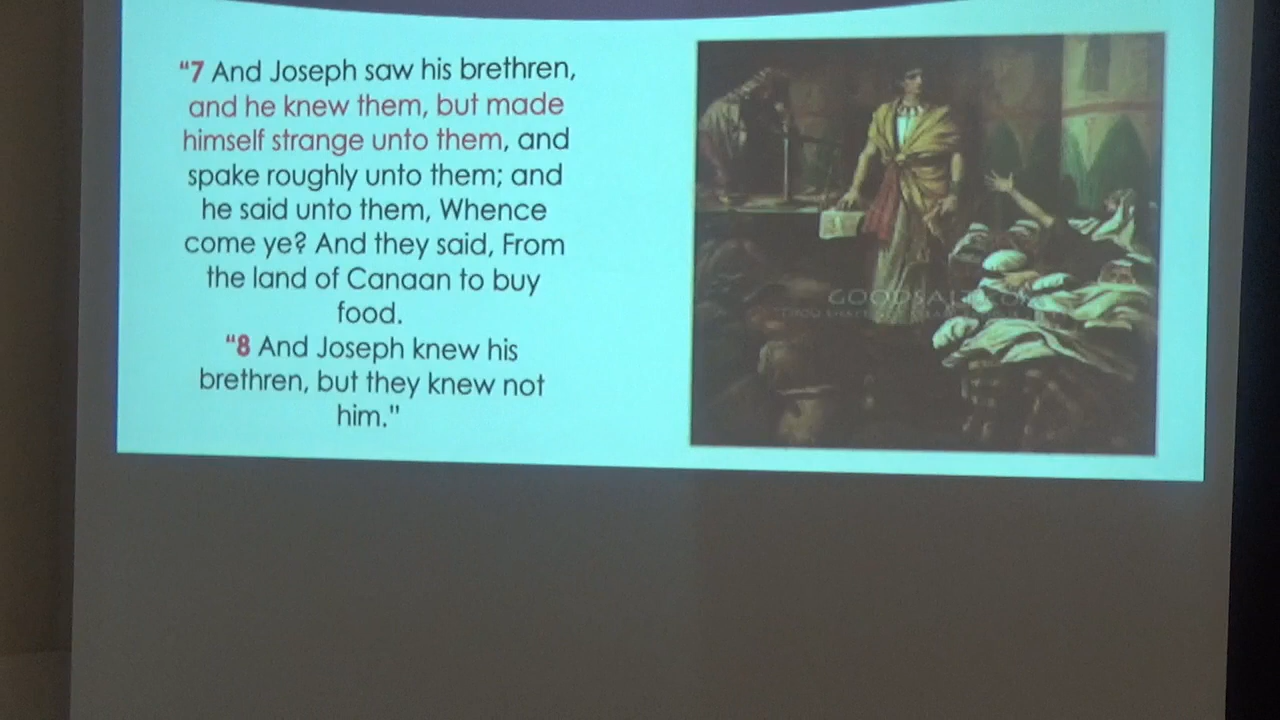 “7 And Joseph saw his brethren,
and he knew them, but made
himself strange unto them, and
spake roughly unto them; and
he said unto them, Whence
come ye? And they said, From
the land of Canaan to buy
food.
“8 And Joseph knew his
brethren, but they knew not
him."